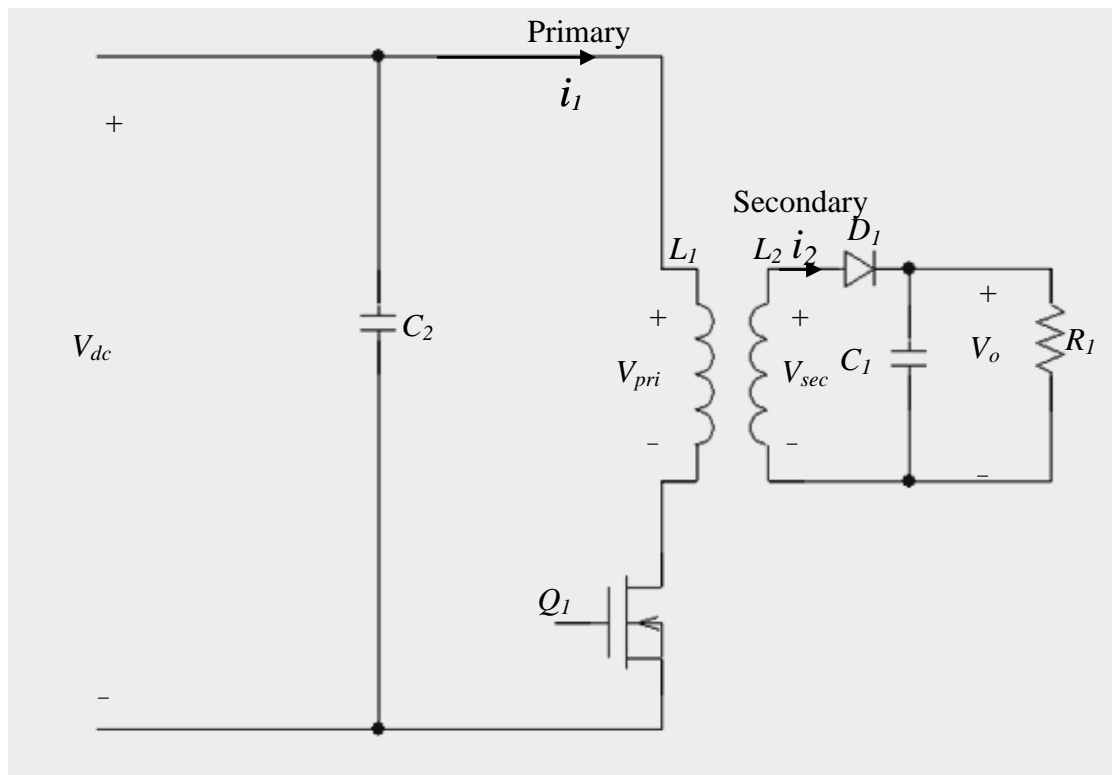 Primary
i1
+
Secondary
D1
L1
L2
i2
+
+
+
C2
Vdc
Vpri
Vsec
C1
Vo
R1
–
–
–
Q1
–